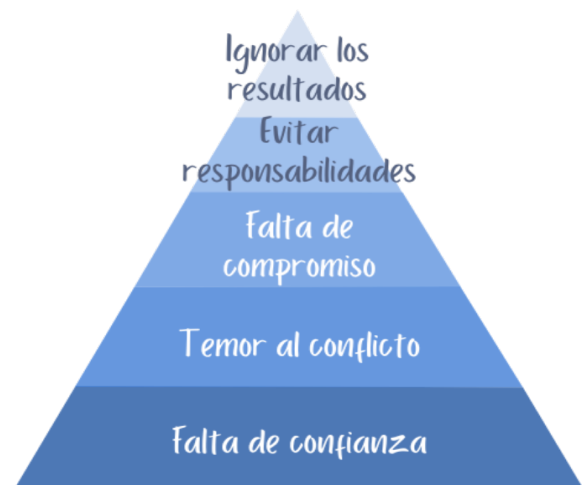 Ignorar los
resultados
Evitar
responsabilidades
Falta de
compromiso
Temor al conflicto
Falta de confianza